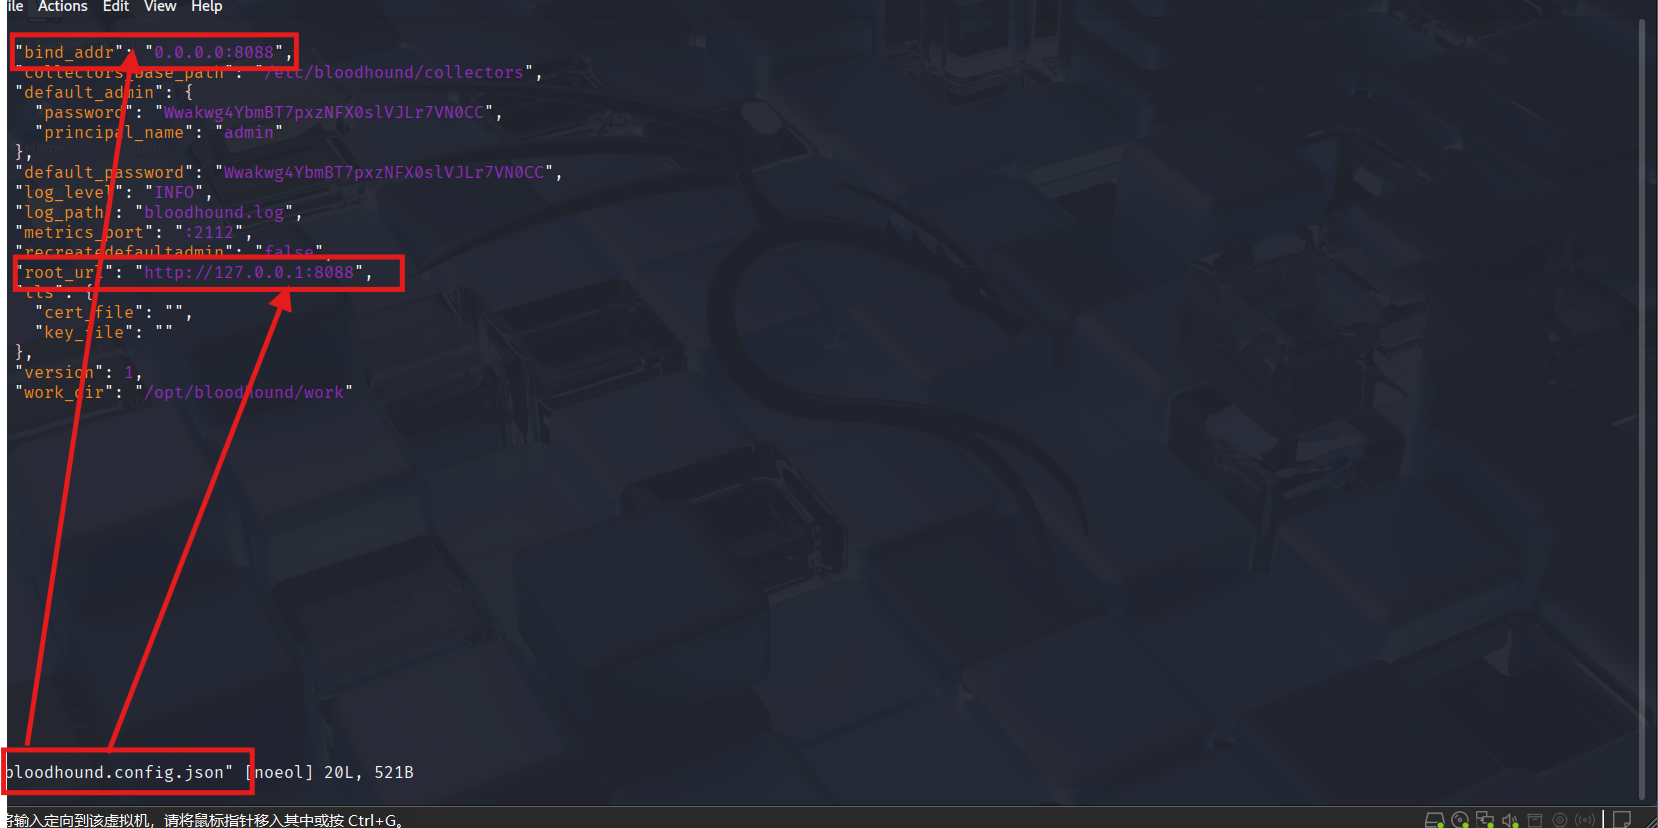 ile Actions Edit View Help
"bind_addr": "0.0.0.0:8088",
"collectors_base_path": "/etc/bloodhound/collectors",
"default_admin": {
"password": "Wwakwg4YbmBT7pxzNFX0slVJLr7VN0CC",
"principal_name": "admin"
},
"default_password": "Wwakwg4YbmBT7pxzNFX0slVJLr7VN0CC",
"log_level": "INFO",
"log_path": "bloodhound.log",
"metrics_port": ":2112",
"recreatedefaultadmin": "false",
"root_url": "http://127.0.0.1:8088",
"tls": {
"cert_file": "",
"key_file": ""
},
"version": 1,
"work_dir": "/opt/bloodhound/work"
bloodhound.config.json" [noeol] 20L, 521B
将输入定向到该虚拟机，请将鼠标指针移入其中或按 Ctrl+G。